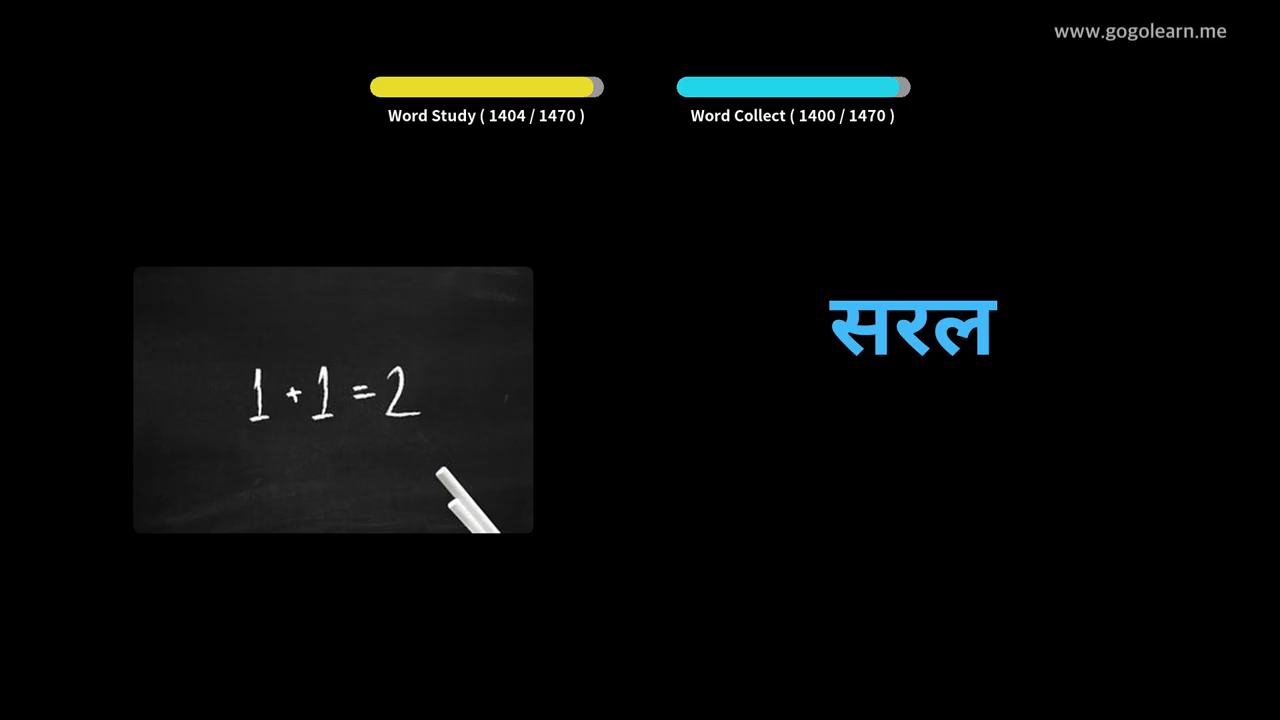 www.gogolearn.me
Word Study ( 1404 / 1470 )
Word Collect ( 1400 / 1470 )
सरल
1 + 1 = 2